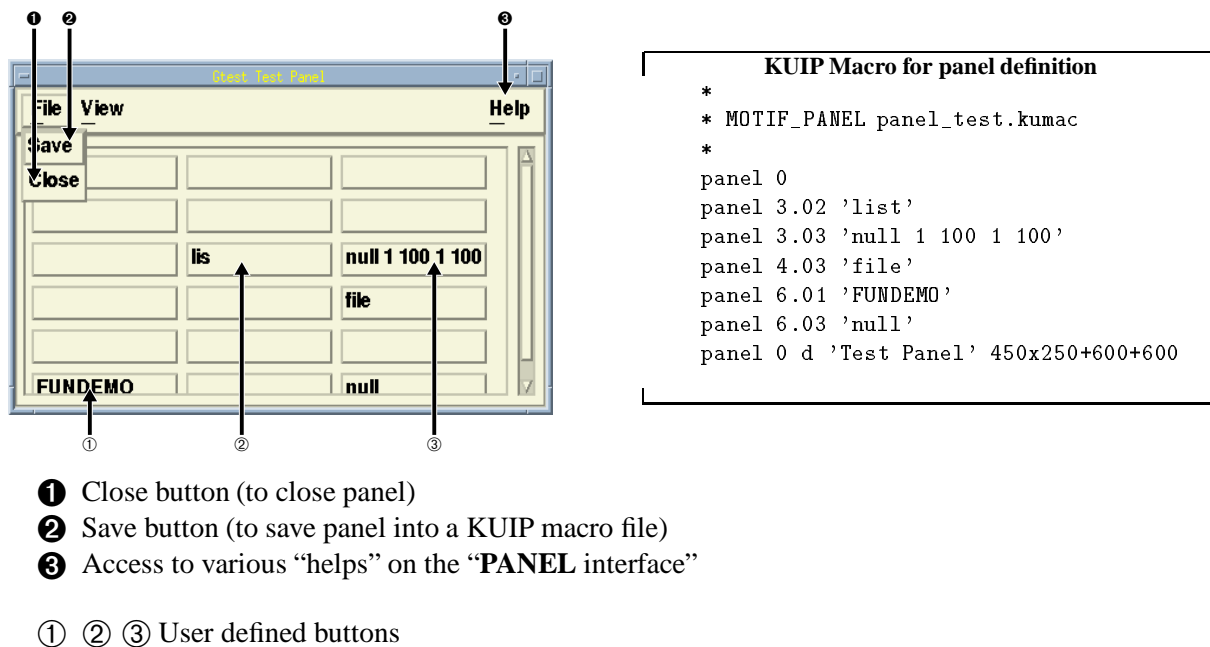 ❶ ❷ ❸
Gtest Test Panel
File View Help
Save
Close
lis null 1 100 1 100
file
FUNDEMO null
① ② ③
KUIP Macro for panel definition
*
* MOTIF_PANEL panel_test.kumac
*
panel 0
panel 3.02 ’list’
panel 3.03 ’null 1 100 1 100’
panel 4.03 ’file’
panel 6.01 ’FUNDEMO’
panel 6.03 ’null’
panel 0 d ’Test Panel’ 450x250+600+600
❶ Close button (to close panel)
❷ Save button (to save panel into a KUIP macro file)
❸ Access to various “helps” on the “PANEL interface”
① ② ③ User defined buttons